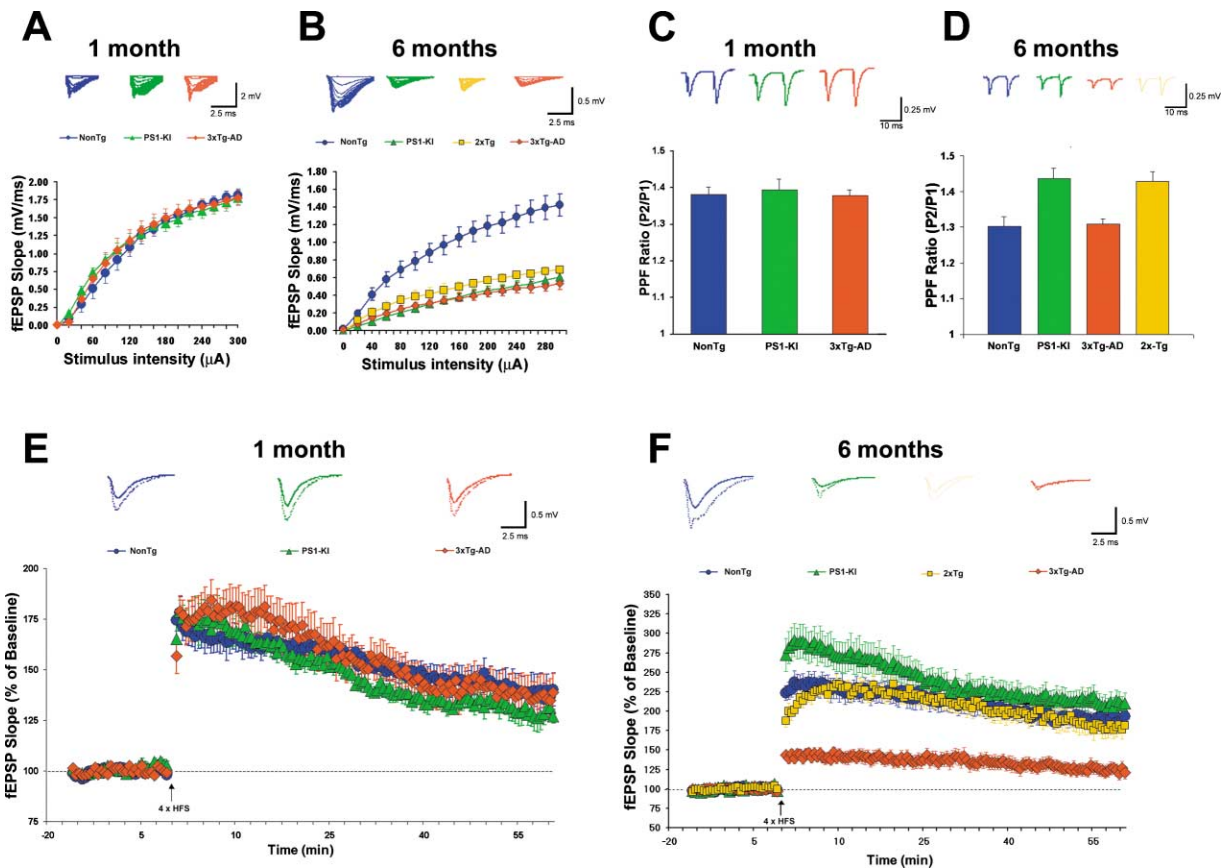 A
1 month
2 mV
2.5 ms
NonTg PS1-KI 3xTg-AD
fEPSP Slope (mV/ms)
2.00
1.75
1.50
1.25
1.00
0.75
0.50
0.25
0.00
0 60 120 180 240 300
Stimulus intensity (μA)
B
6 months
0.5 mV
2.5 ms
NonTg PS1-KI 2xTg 3xTg-AD
fEPSP Slope (mV/ms)
1.80
1.60
1.40
1.20
1.00
0.80
0.60
0.40
0.20
0.00
0 40 80 120 160 200 240 280
Stimulus intensity (μA)
C
1 month
0.25 mV
10 ms
PPF Ratio (P2/P1)
1.5
1.4
1.3
1.2
1.1
1
NonTg PS1-KI 3xTg-AD
D
6 months
0.25 mV
10 ms
PPF Ratio (P2/P1)
1.5
1.4
1.3
1.2
1.1
1
NonTg PS1-KI 3xTg-AD 2x-Tg
E
1 month
0.5 mV
2.5 ms
NonTg PS1-KI 3xTg-AD
fEPSP Slope (% of Baseline)
200
175
150
125
100
75
4 x HFS
-20 5 10 25 40 55
Time (min)
F
6 months
0.5 mV
2.5 ms
NonTg PS1-KI 2xTg 3xTg-AD
fEPSP Slope (% of Baseline)
350
325
300
275
250
225
200
175
150
125
100
75
50
4 x HFS
-20 5 10 25 40 55
Time (min)